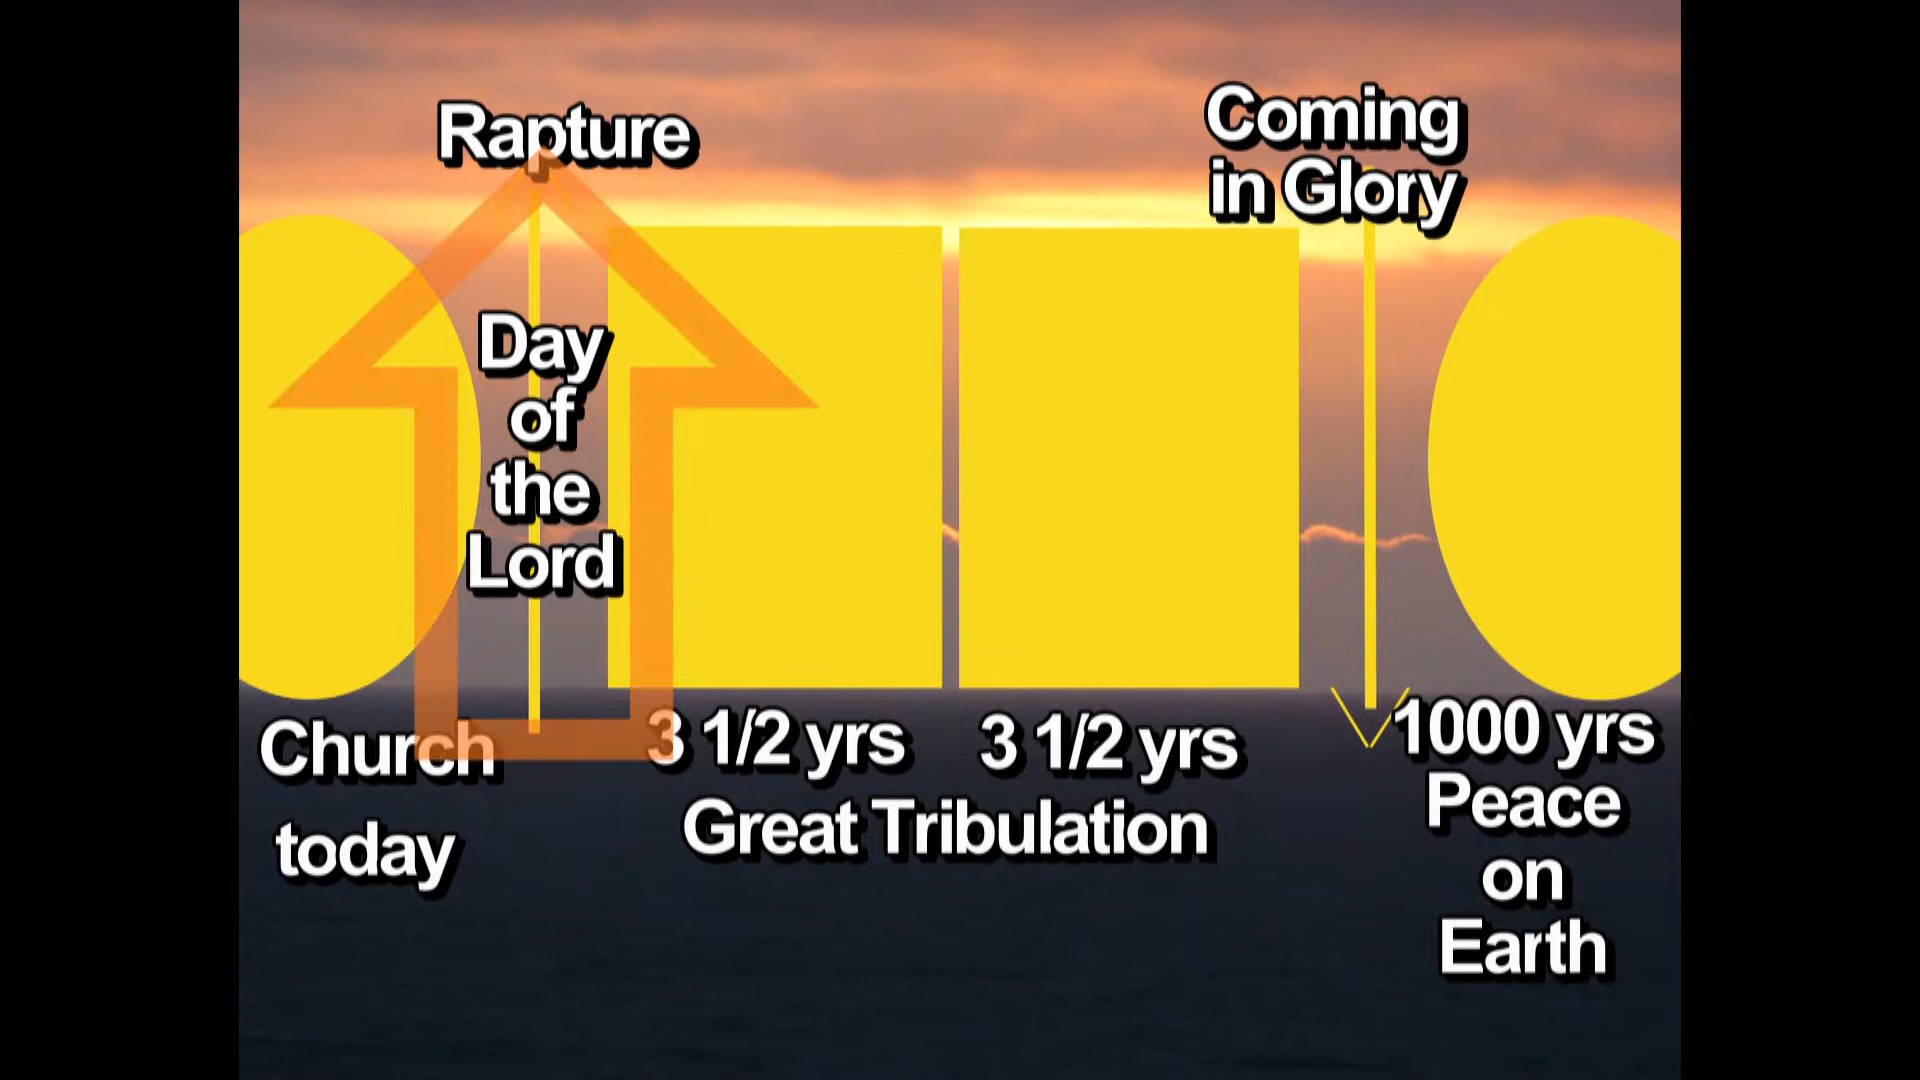 Rapture
Coming
in Glory
Day
of
the
Lord
Church
today
3 1/2 yrs
3 1/2 yrs
Great Tribulation
1000 yrs
Peace
on
Earth